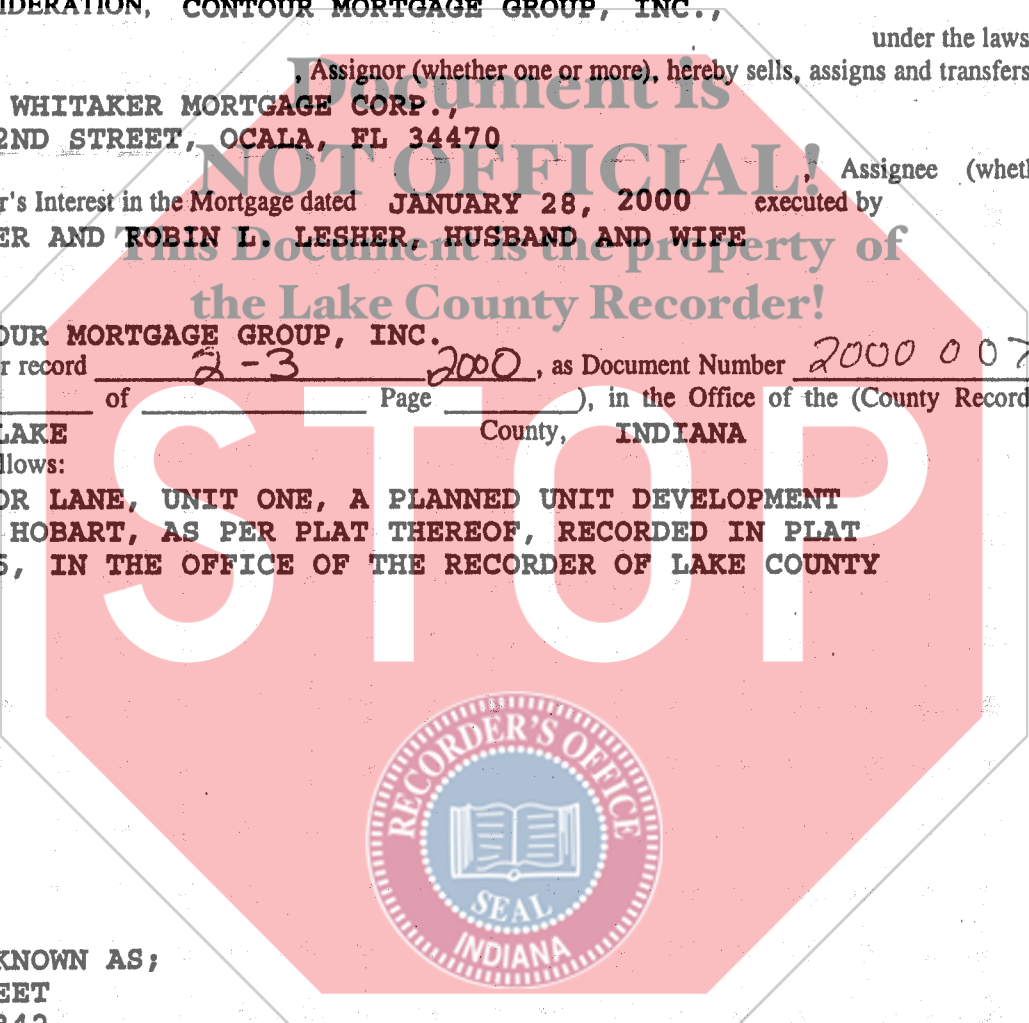 IDERATION, CONTOUR MORTGAGE GROUP, INC.,
under the laws
, Assignor (whether one or more), hereby sells, assigns and transfers
Document is
WHITAKER MORTGAGE CORP.,
2ND STREET, OCALA, FL 34470
NOT OFFICIAL!
, Assignee (wheth
r's Interest in the Mortgage dated JANUARY 28, 2000 executed by
ER AND ROBIN L. LESHER, HUSBAND AND WIFE
This Document is the property of
the Lake County Recorder!
OUR MORTGAGE GROUP, INC.
r record 2-3 2000, as Document Number 2000 007
of Page ), in the Office of the (County Record
LAKE County, INDIANA
llows:
STOP
OR LANE, UNIT ONE, A PLANNED UNIT DEVELOPMENT
HOBART, AS PER PLAT THEREOF, RECORDED IN PLAT
, IN THE OFFICE OF THE RECORDER OF LAKE COUNTY
RECORDER'S OFFICE
SEAL
INDIANA
KNOWN AS;
EET